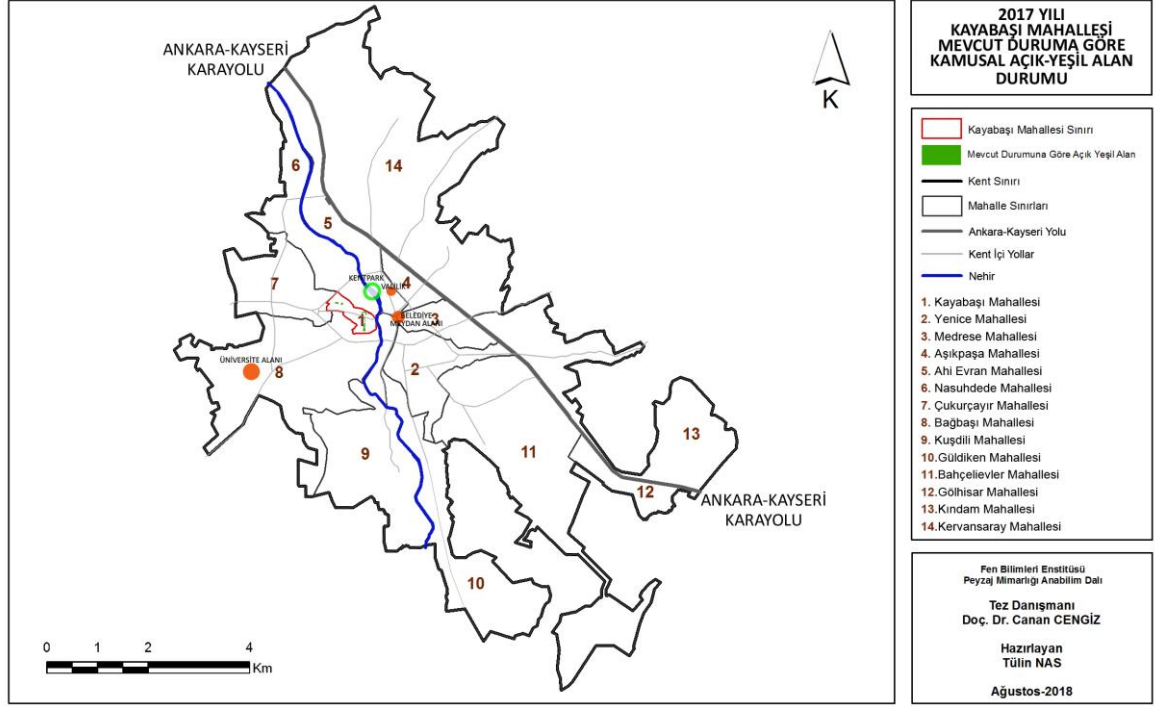 ANKARA-KAYSERİ
KARAYOLU
K
6
14
5
7
KENTPARK
VALİLİK
4
1
BELEDİYE
MEYDAN ALANI
3
ÜNİVERSİTE ALANI
8
2
9
11
13
12
ANKARA-KAYSERİ
KARAYOLU
10
0 1 2 4
Km
2017 YILI
KAYABAŞI MAHALLEŞİ
MEVCUT DURUMA GÖRE
KAMUSAL AÇIK-YEŞİL ALAN
DURUMU
Kayabaşı Mahallesi Sınırı
Mevcut Durumuna Göre Açık Yeşil Alan
Kent Sınırı
Mahalle Sınırları
Ankara-Kayseri Yolu
Kent İçi Yollar
Nehir
1. Kayabaşı Mahallesi
2. Yenice Mahallesi
3. Medrese Mahallesi
4. Aşıkpaşa Mahallesi
5. Ahi Evran Mahallesi
6. Nasuhdede Mahallesi
7. Çukurçayır Mahallesi
8. Bağbaşı Mahallesi
9. Kuşdili Mahallesi
10.Güldiken Mahallesi
11.Bahçelievler Mahallesi
12.Gölhisar Mahallesi
13.Kındam Mahallesi
14.Kervansaray Mahallesi
Fen Bilimleri Enstitüsü
Peyzaj Mimarlığı Anabilim Dalı
Tez Danışmanı
Doç. Dr. Canan CENGİZ
Hazırlayan
Tülin NAS
Ağustos-2018